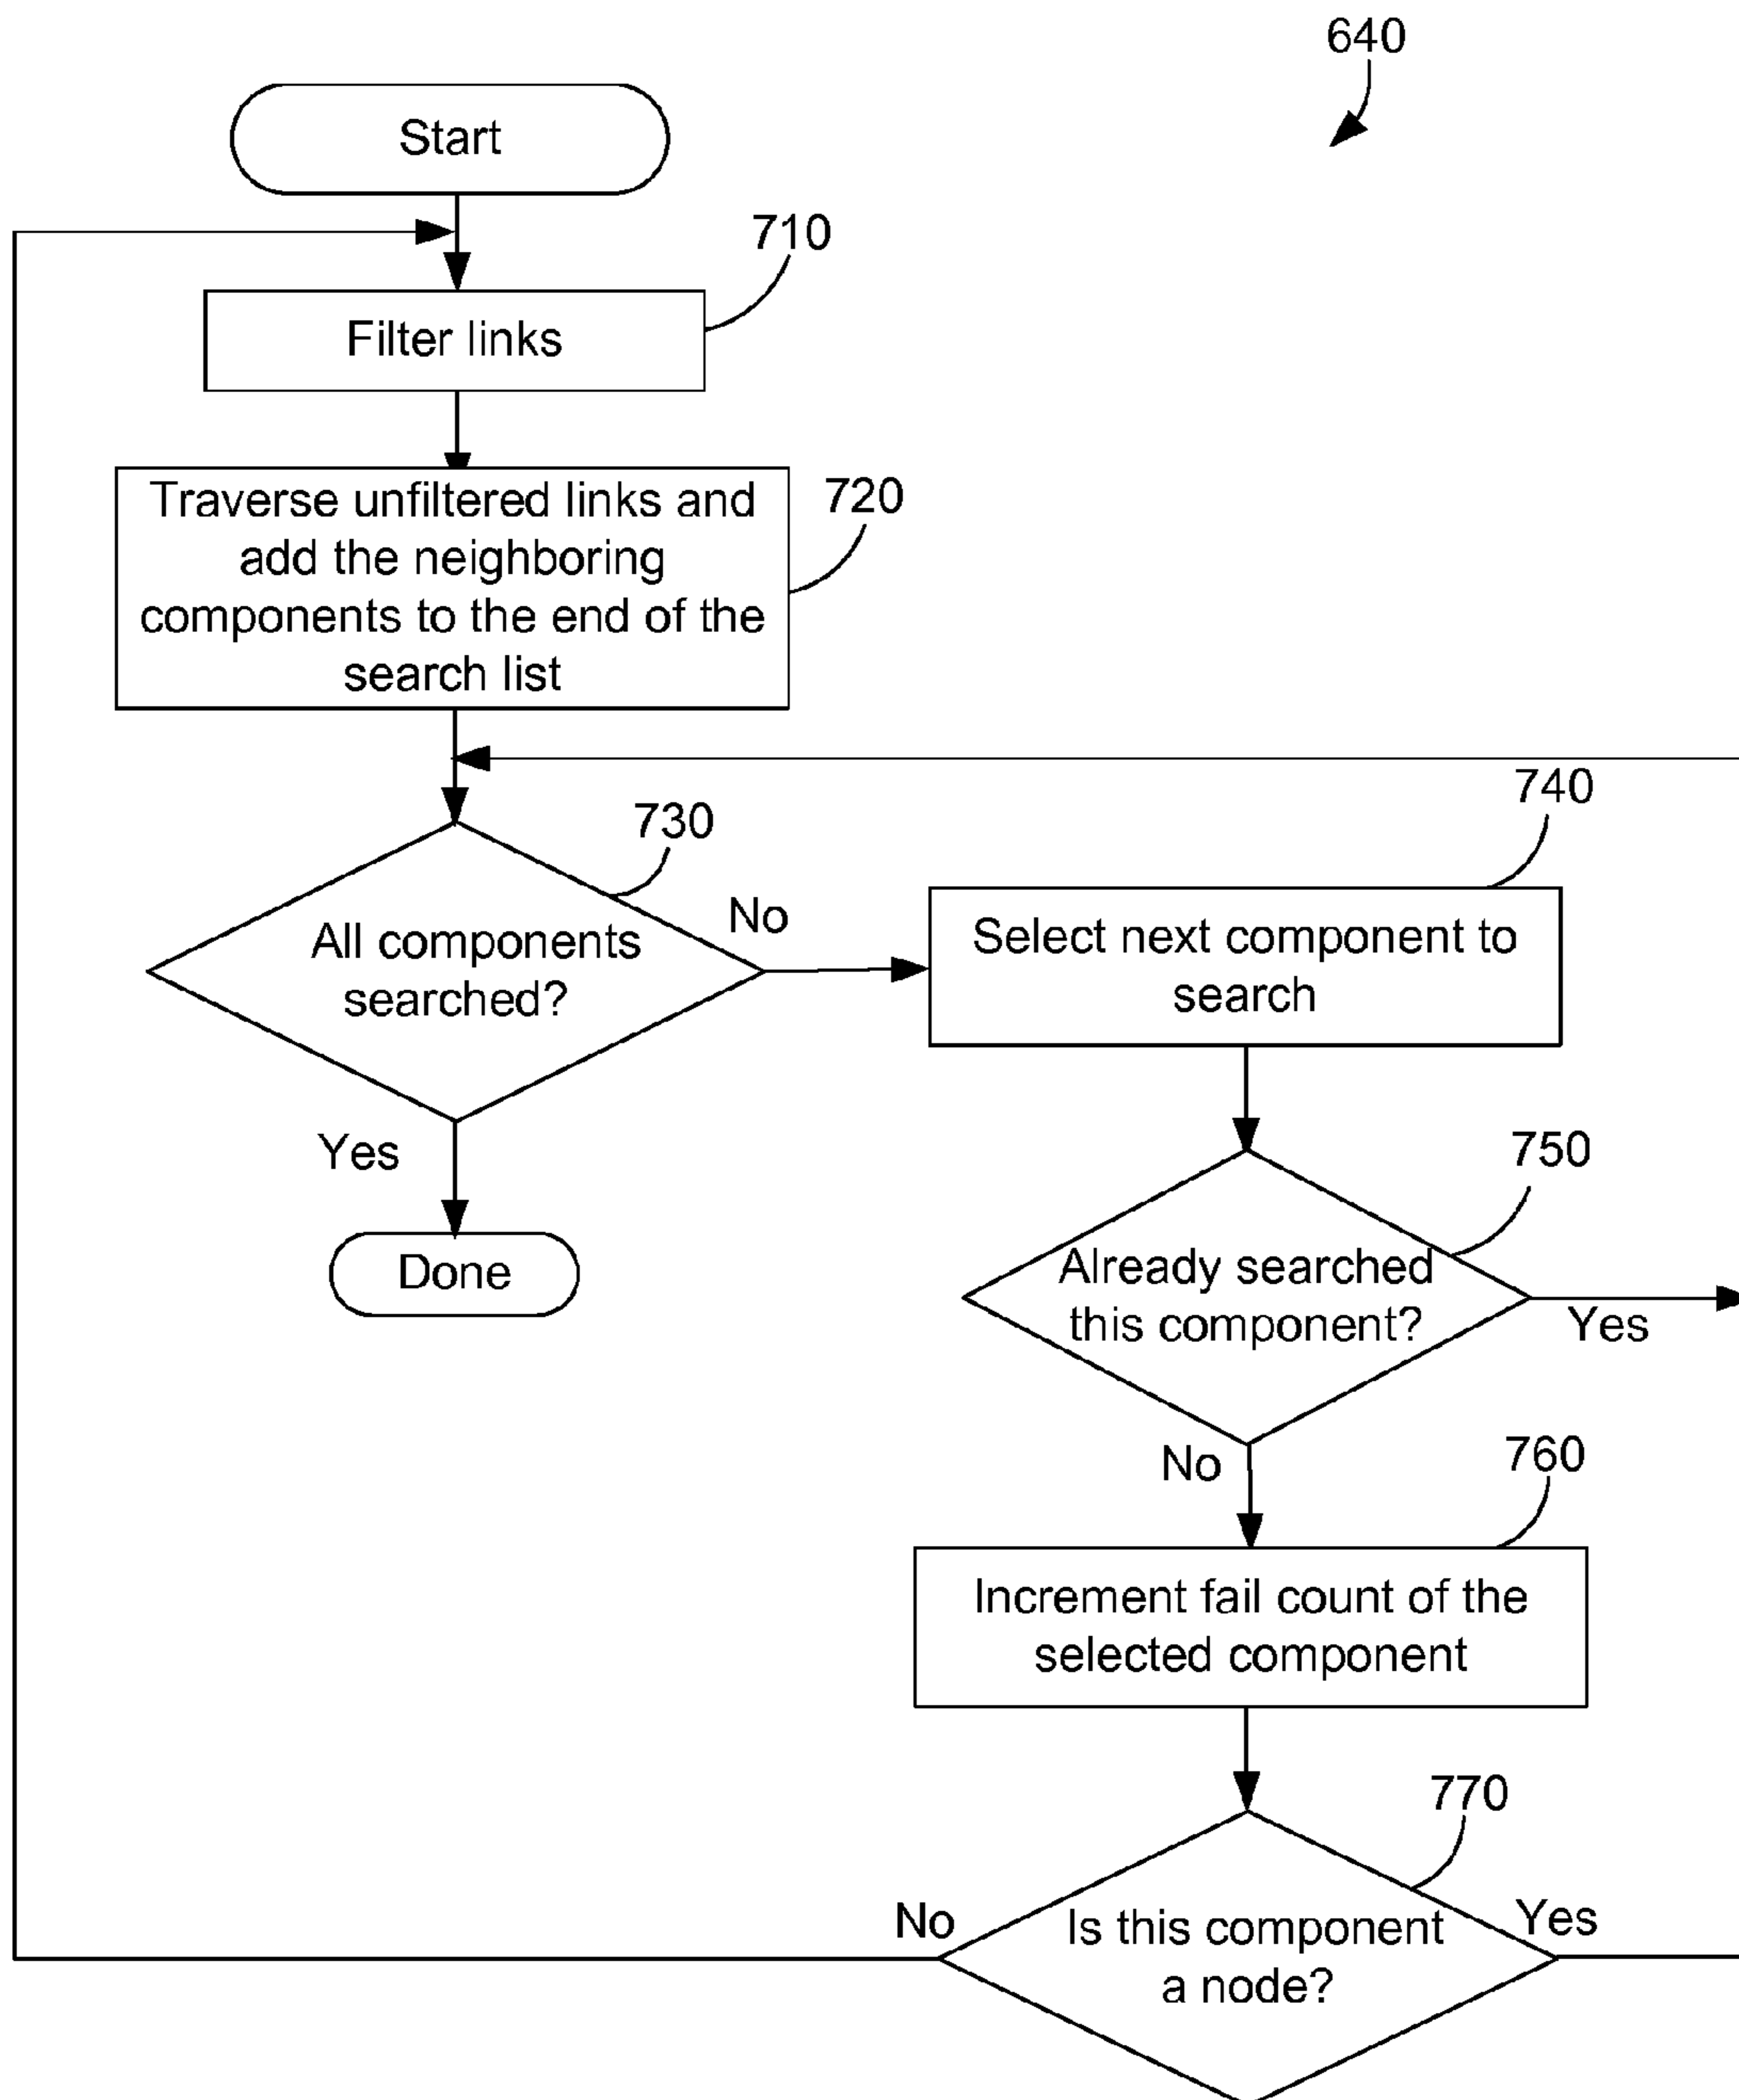 640
Start
710
Filter links
Traverse unfiltered links and
add the neighboring
components to the end of the
search list
720
730
All components
searched?
No
Yes
Done
740
Select next component to
search
750
Already searched
this component?
Yes
No
760
Increment fail count of the
selected component
770
Is this component
a node?
No
Yes